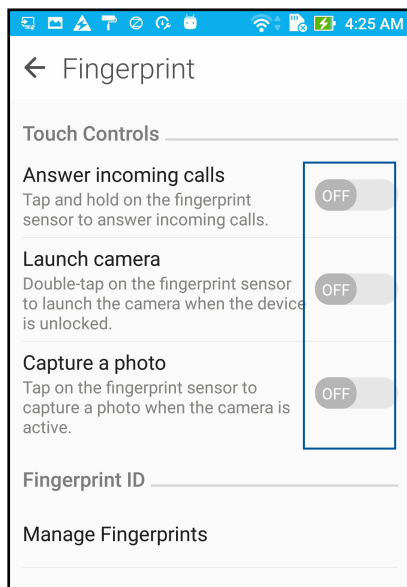 4:25 AM
Fingerprint
Touch Controls
Answer incoming calls
OFF
Tap and hold on the fingerprint
sensor to answer incoming calls.
Launch camera
Double-tap on the fingerprint sensor
OFF
to launch the camera when the device
is unlocked.
Capture a photo
Tap on the fingerprint sensor to
OFF
capture a photo when the camera is
active.
Fingerprint ID
Manage Fingerprints